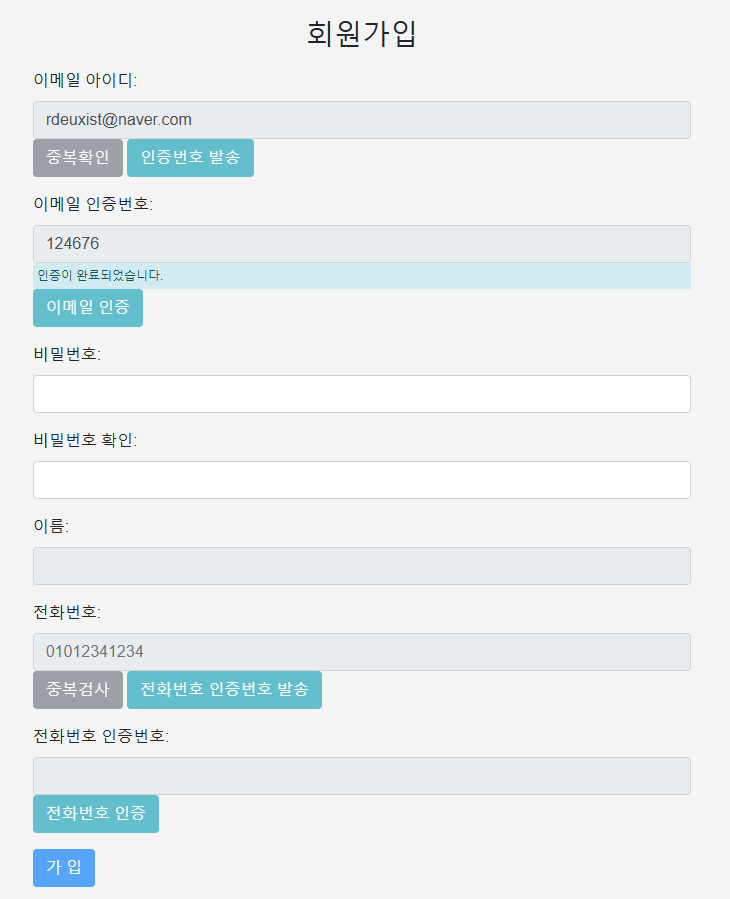 회원가입
이메일 아이디:
rdeuxist@naver.com
중복확인 인증번호 발송
이메일 인증번호:
124676
인증이 완료되었습니다.
이메일 인증
비밀번호:
비밀번호 확인:
이름:
전화번호:
01012341234
중복검사 전화번호 인증번호 발송
전화번호 인증번호:
전화번호 인증
가 입